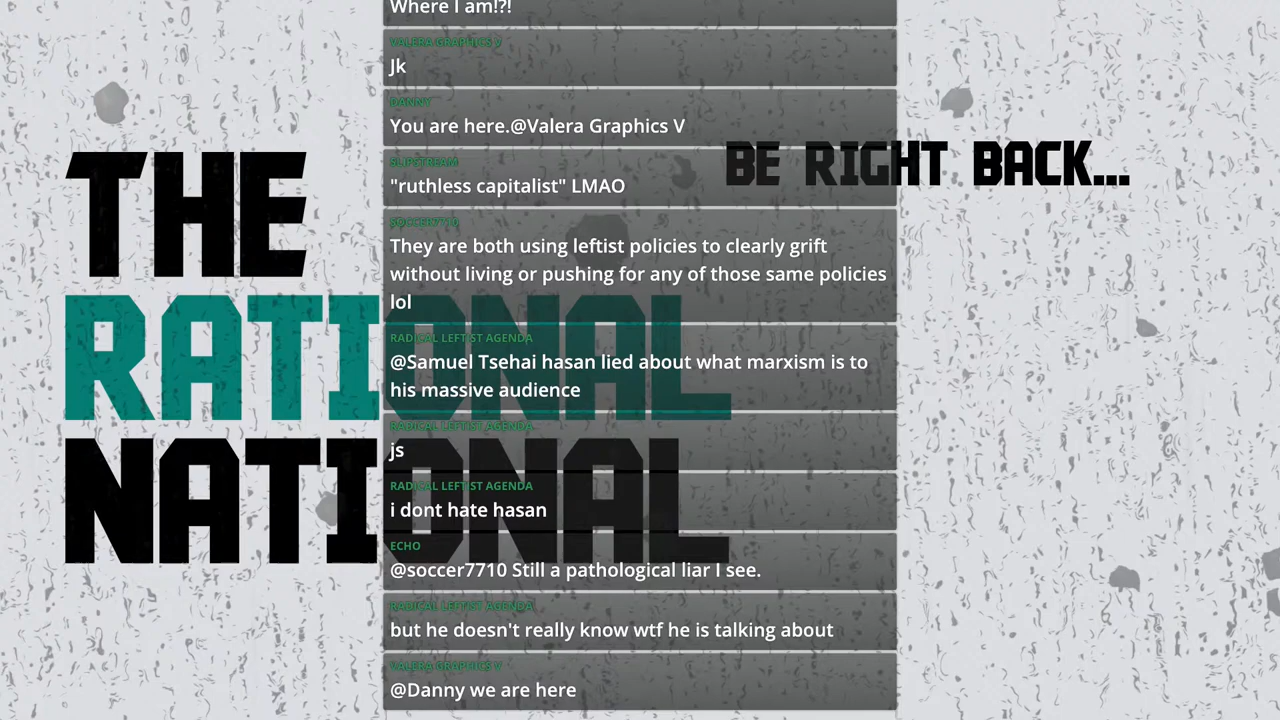 Where I am!?!
VALERA GRAPHICS V
Jk
DANNY
You are here.@Valera Graphics V
SLIPSTREAM
"ruthless capitalist" LMAO
SOCCER7710
They are both using leftist policies to clearly grift
without living or pushing for any of those same policies
lol
RADICAL LEFTIST AGENDA
@Samuel Tsehai hasan lied about what marxism is to
his massive audience
RADICAL LEFTIST AGENDA
js
RADICAL LEFTIST AGENDA
i dont hate hasan
ECHO
@soccer7710 Still a pathological liar I see.
RADICAL LEFTIST AGENDA
but he doesn't really know wtf he is talking about
VALERA GRAPHICS V
@Danny we are here
THE
RATIONAL
NATIONAL
BE RIGHT BACK...